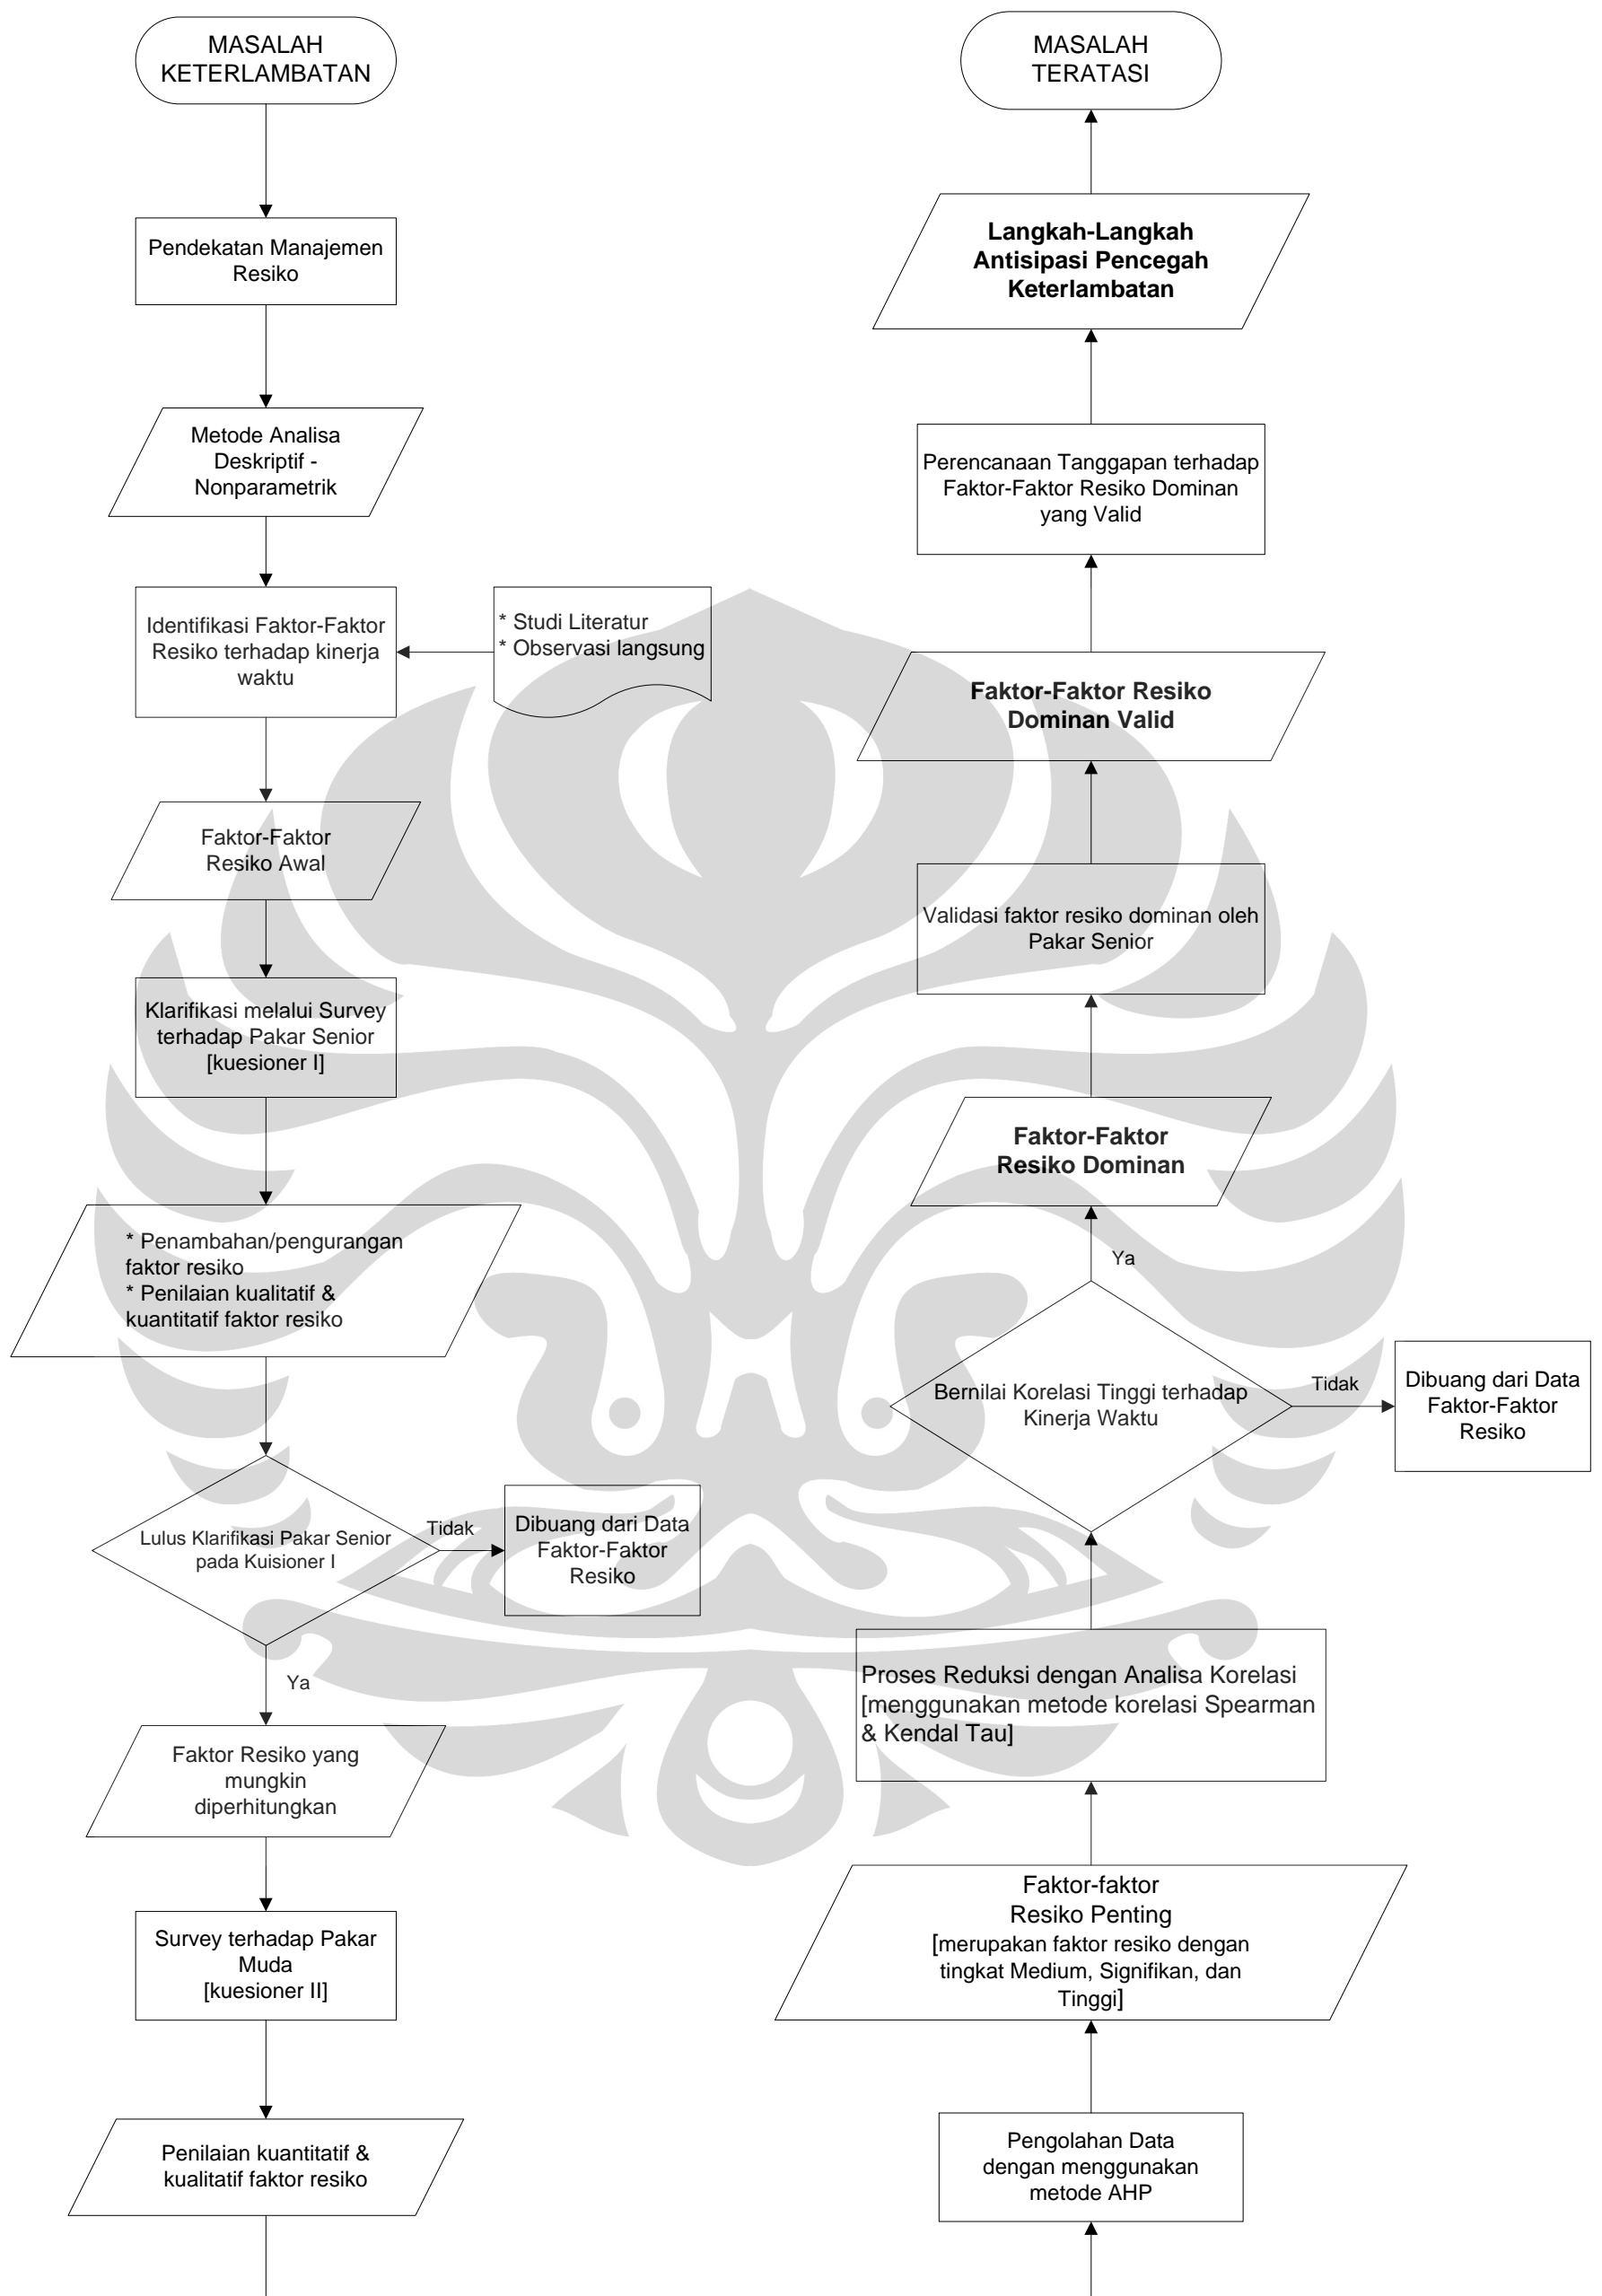 MASALAH
KETERLAMBATAN
Pendekatan Manajemen
Resiko
Metode Analisa
Deskriptif -
Nonparametrik
Identifikasi Faktor-Faktor
Resiko terhadap kinerja
waktu
* Studi Literatur
* Observasi langsung
Faktor-Faktor
Resiko Awal
Klarifikasi melalui Survey
terhadap Pakar Senior
[kuesioner I]
* Penambahan/pengurangan
faktor resiko
* Penilaian kualitatif &
kuantitatif faktor resiko
Lulus Klarifikasi Pakar Senior
pada Kuisioner I
Tidak
Dibuang dari Data
Faktor-Faktor
Resiko
Ya
Faktor Resiko yang
mungkin
diperhitungkan
Survey terhadap Pakar
Muda
[kuesioner II]
Penilaian kuantitatif &
kualitatif faktor resiko
MASALAH
TERATASI
Langkah-Langkah
Antisipasi Pencegah
Keterlambatan
Perencanaan Tanggapan terhadap
Faktor-Faktor Resiko Dominan
yang Valid
Faktor-Faktor Resiko
Dominan Valid
Validasi faktor resiko dominan oleh
Pakar Senior
Faktor-Faktor
Resiko Dominan
Ya
Bernilai Korelasi Tinggi terhadap
Kinerja Waktu
Tidak
Dibuang dari Data
Faktor-Faktor
Resiko
Proses Reduksi dengan Analisa Korelasi
[menggunakan metode korelasi Spearman
& Kendal Tau]
Faktor-faktor
Resiko Penting
[merupakan faktor resiko dengan
tingkat Medium, Signifikan, dan
Tinggi]
Pengolahan Data
dengan menggunakan
metode AHP